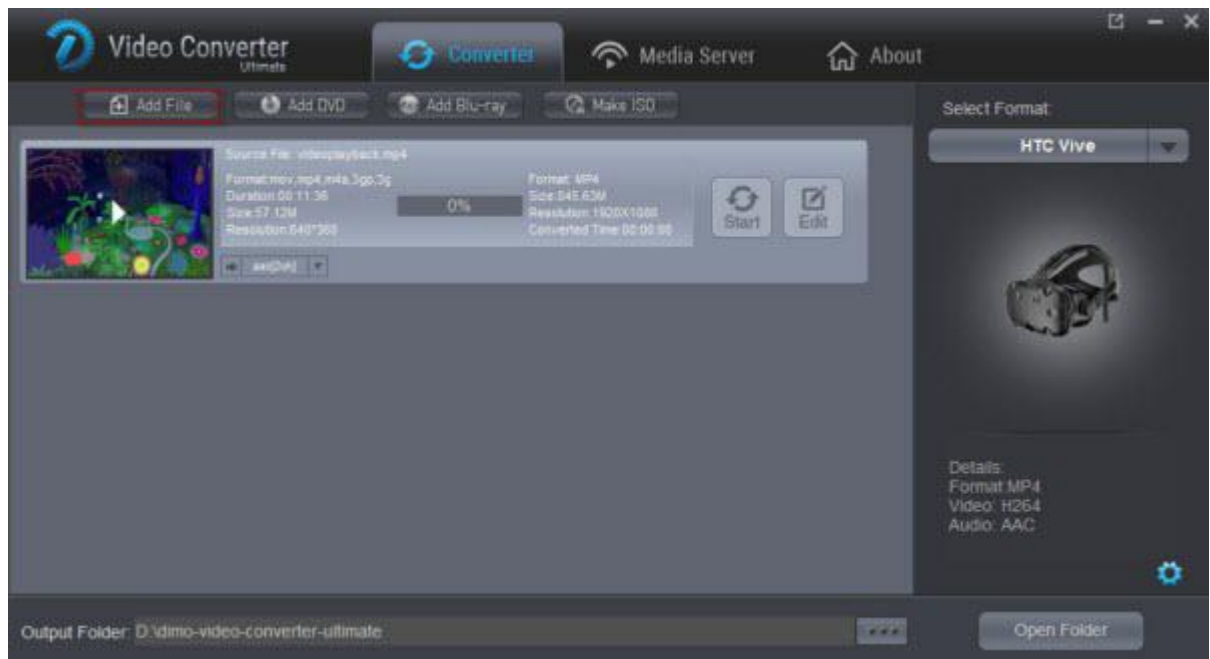 Video Converter
Ultimate
Converter
Media Server
About
Add File
Add DVD
Add Blu-ray
Make ISO
Select Format:
HTC Vive
Source File: videoplayback.mp4
Format:mov,mp4,m4a,3gp,3g
Duration:00:11:36
Size:57.12M
Resolution:640*360
0%
Format: MP4
Size:845.63M
Resolution:1920X1080
Converted Time:00:00:00
Start
Edit
Details:
Format:MP4
Video: H264
Audio: AAC
Output Folder: D:\dimo-video-converter-ultimate
Open Folder